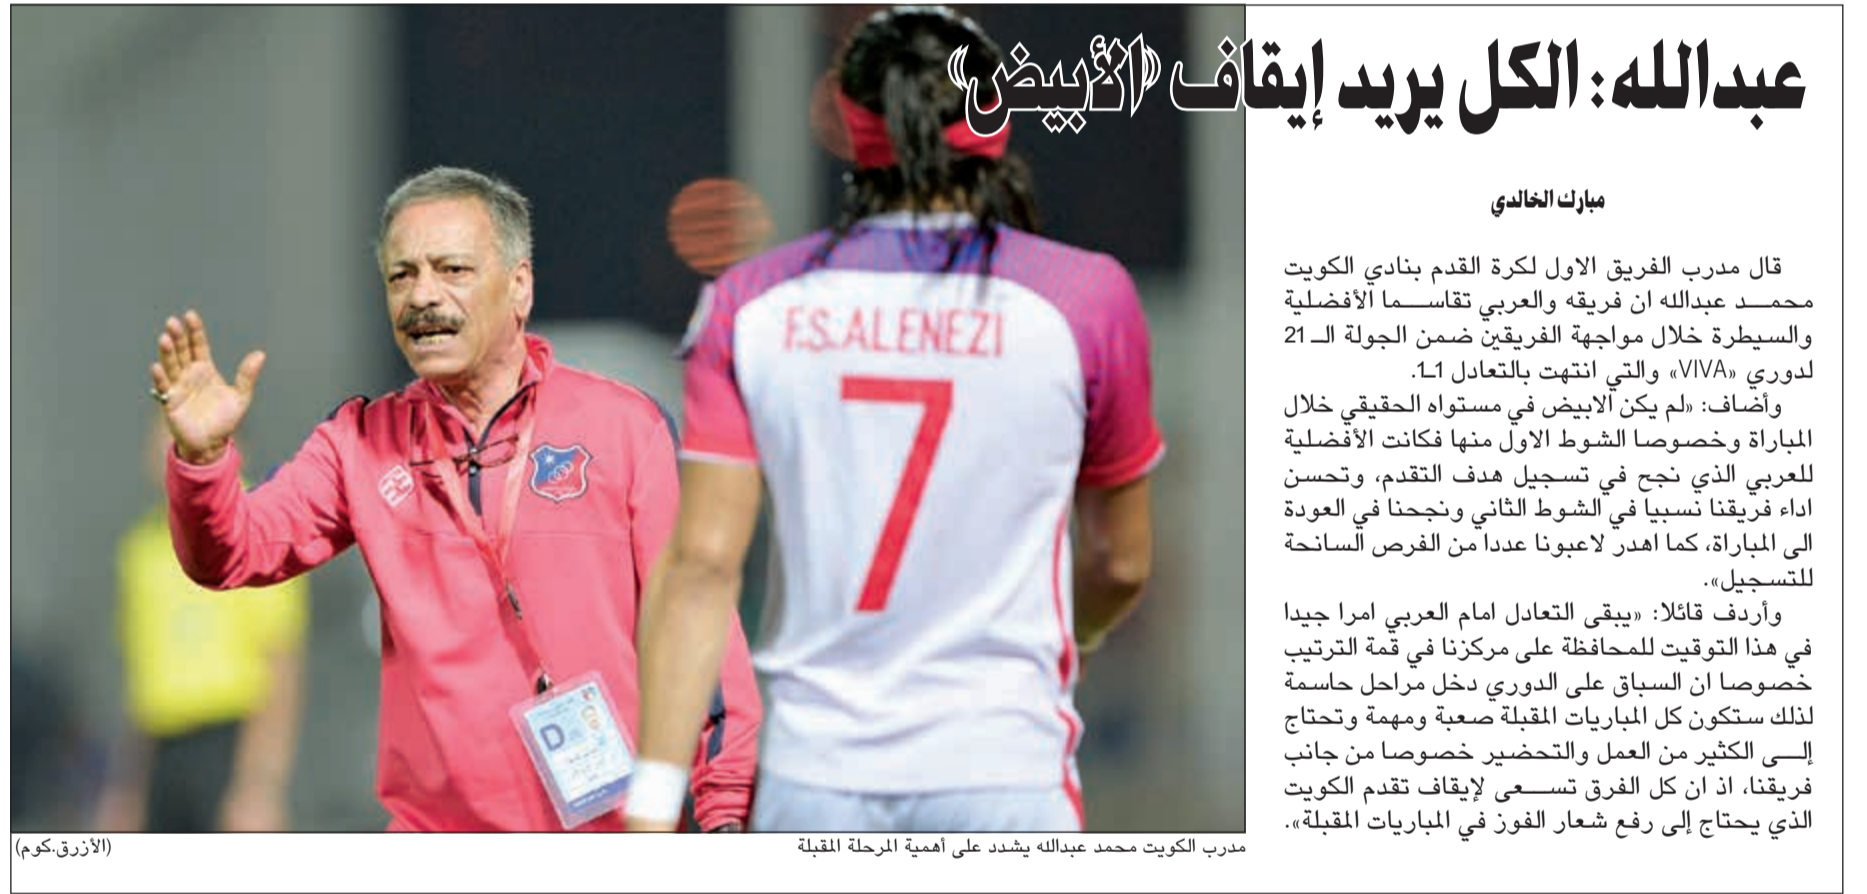 عبدالله: الكل يريد إيقاف «الأبيض»
مبارك الخالدي
قال مدرب الفريق الاول لكرة القدم بنادي الكويت
محمد عبدالله ان فريقه والعربي تقاسما الأفضلية
والسيطرة خلال مواجهة الفريقين ضمن الجولة الـ 21
لدوري «VIVA» والتي انتهت بالتعادل 1ـ1.
وأضاف: «لم يكن الابيض في مستواه الحقيقي خلال
المباراة وخصوصا الشوط الاول منها فكانت الأفضلية
للعربي الذي نجح في تسجيل هدف التقدم، وتحسن
اداء فريقنا نسبيا في الشوط الثاني ونجحنا في العودة
الى المباراة، كما اهدر لاعبونا عددا من الفرص السانحة
للتسجيل».
وأردف قائلا: «يبقى التعادل امام العربي امرا جيدا
في هذا التوقيت للمحافظة على مركزنا في قمة الترتيب
خصوصا ان السباق على الدوري دخل مراحل حاسمة
لذلك ستكون كل المباريات المقبلة صعبة ومهمة وتحتاج
إلى الكثير من العمل والتحضير خصوصا من جانب
فريقنا، اذ ان كل الفرق تسعى لإيقاف تقدم الكويت
الذي يحتاج إلى رفع شعار الفوز في المباريات المقبلة».
F.S.ALENEZI
7
D
مدرب الكويت محمد عبدالله يشدد على أهمية المرحلة المقبلة
(الأزرق.كوم)